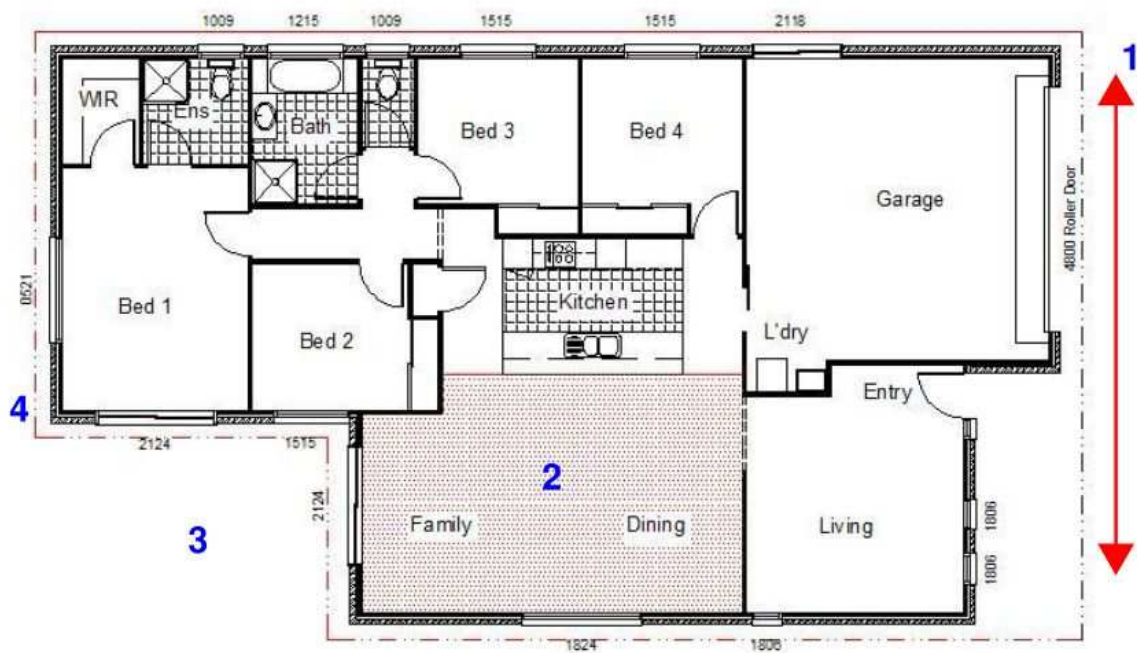 1009 1215 1009 1515 1515 2118
1
WIR
Ens
Bath
Bed 3
Bed 4
Garage
4800 Roller Door
0521
Bed 1
Kitchen
Bed 2
L'dry
Entry
4
2124
1515
2
2124
Family
Dining
Living
3
1806
1806
1824
1806